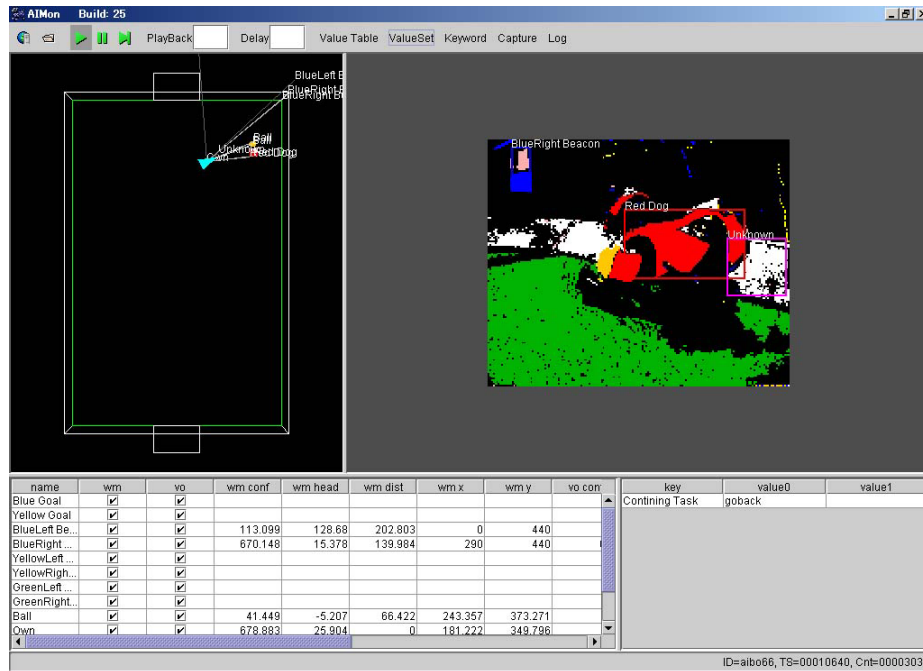 AIMon Build: 25
PlayBack Delay Value Table ValueSet Keyword Capture Log
BlueLeft B
BlueRight B
Ball
Unknown
Red Dog
Own
BlueRight Beacon
Red Dog
Unknown
name wm vo wm conf wm head wm dist wm x wm y vo con
Blue Goal
Yellow Goal
BlueLeft Be... 113.099 128.68 202.803 0 440
BlueRight ... 670.148 15.378 139.984 290 440
YellowLeft ...
YellowRigh...
GreenLeft ...
GreenRight...
Ball 41.449 -5.207 66.422 243.357 373.271
Own 678.883 25.904 0 181.222 349.796
key value0 value1
Contining Task goback
ID=aibo66, TS=00010640, Cnt=0000303